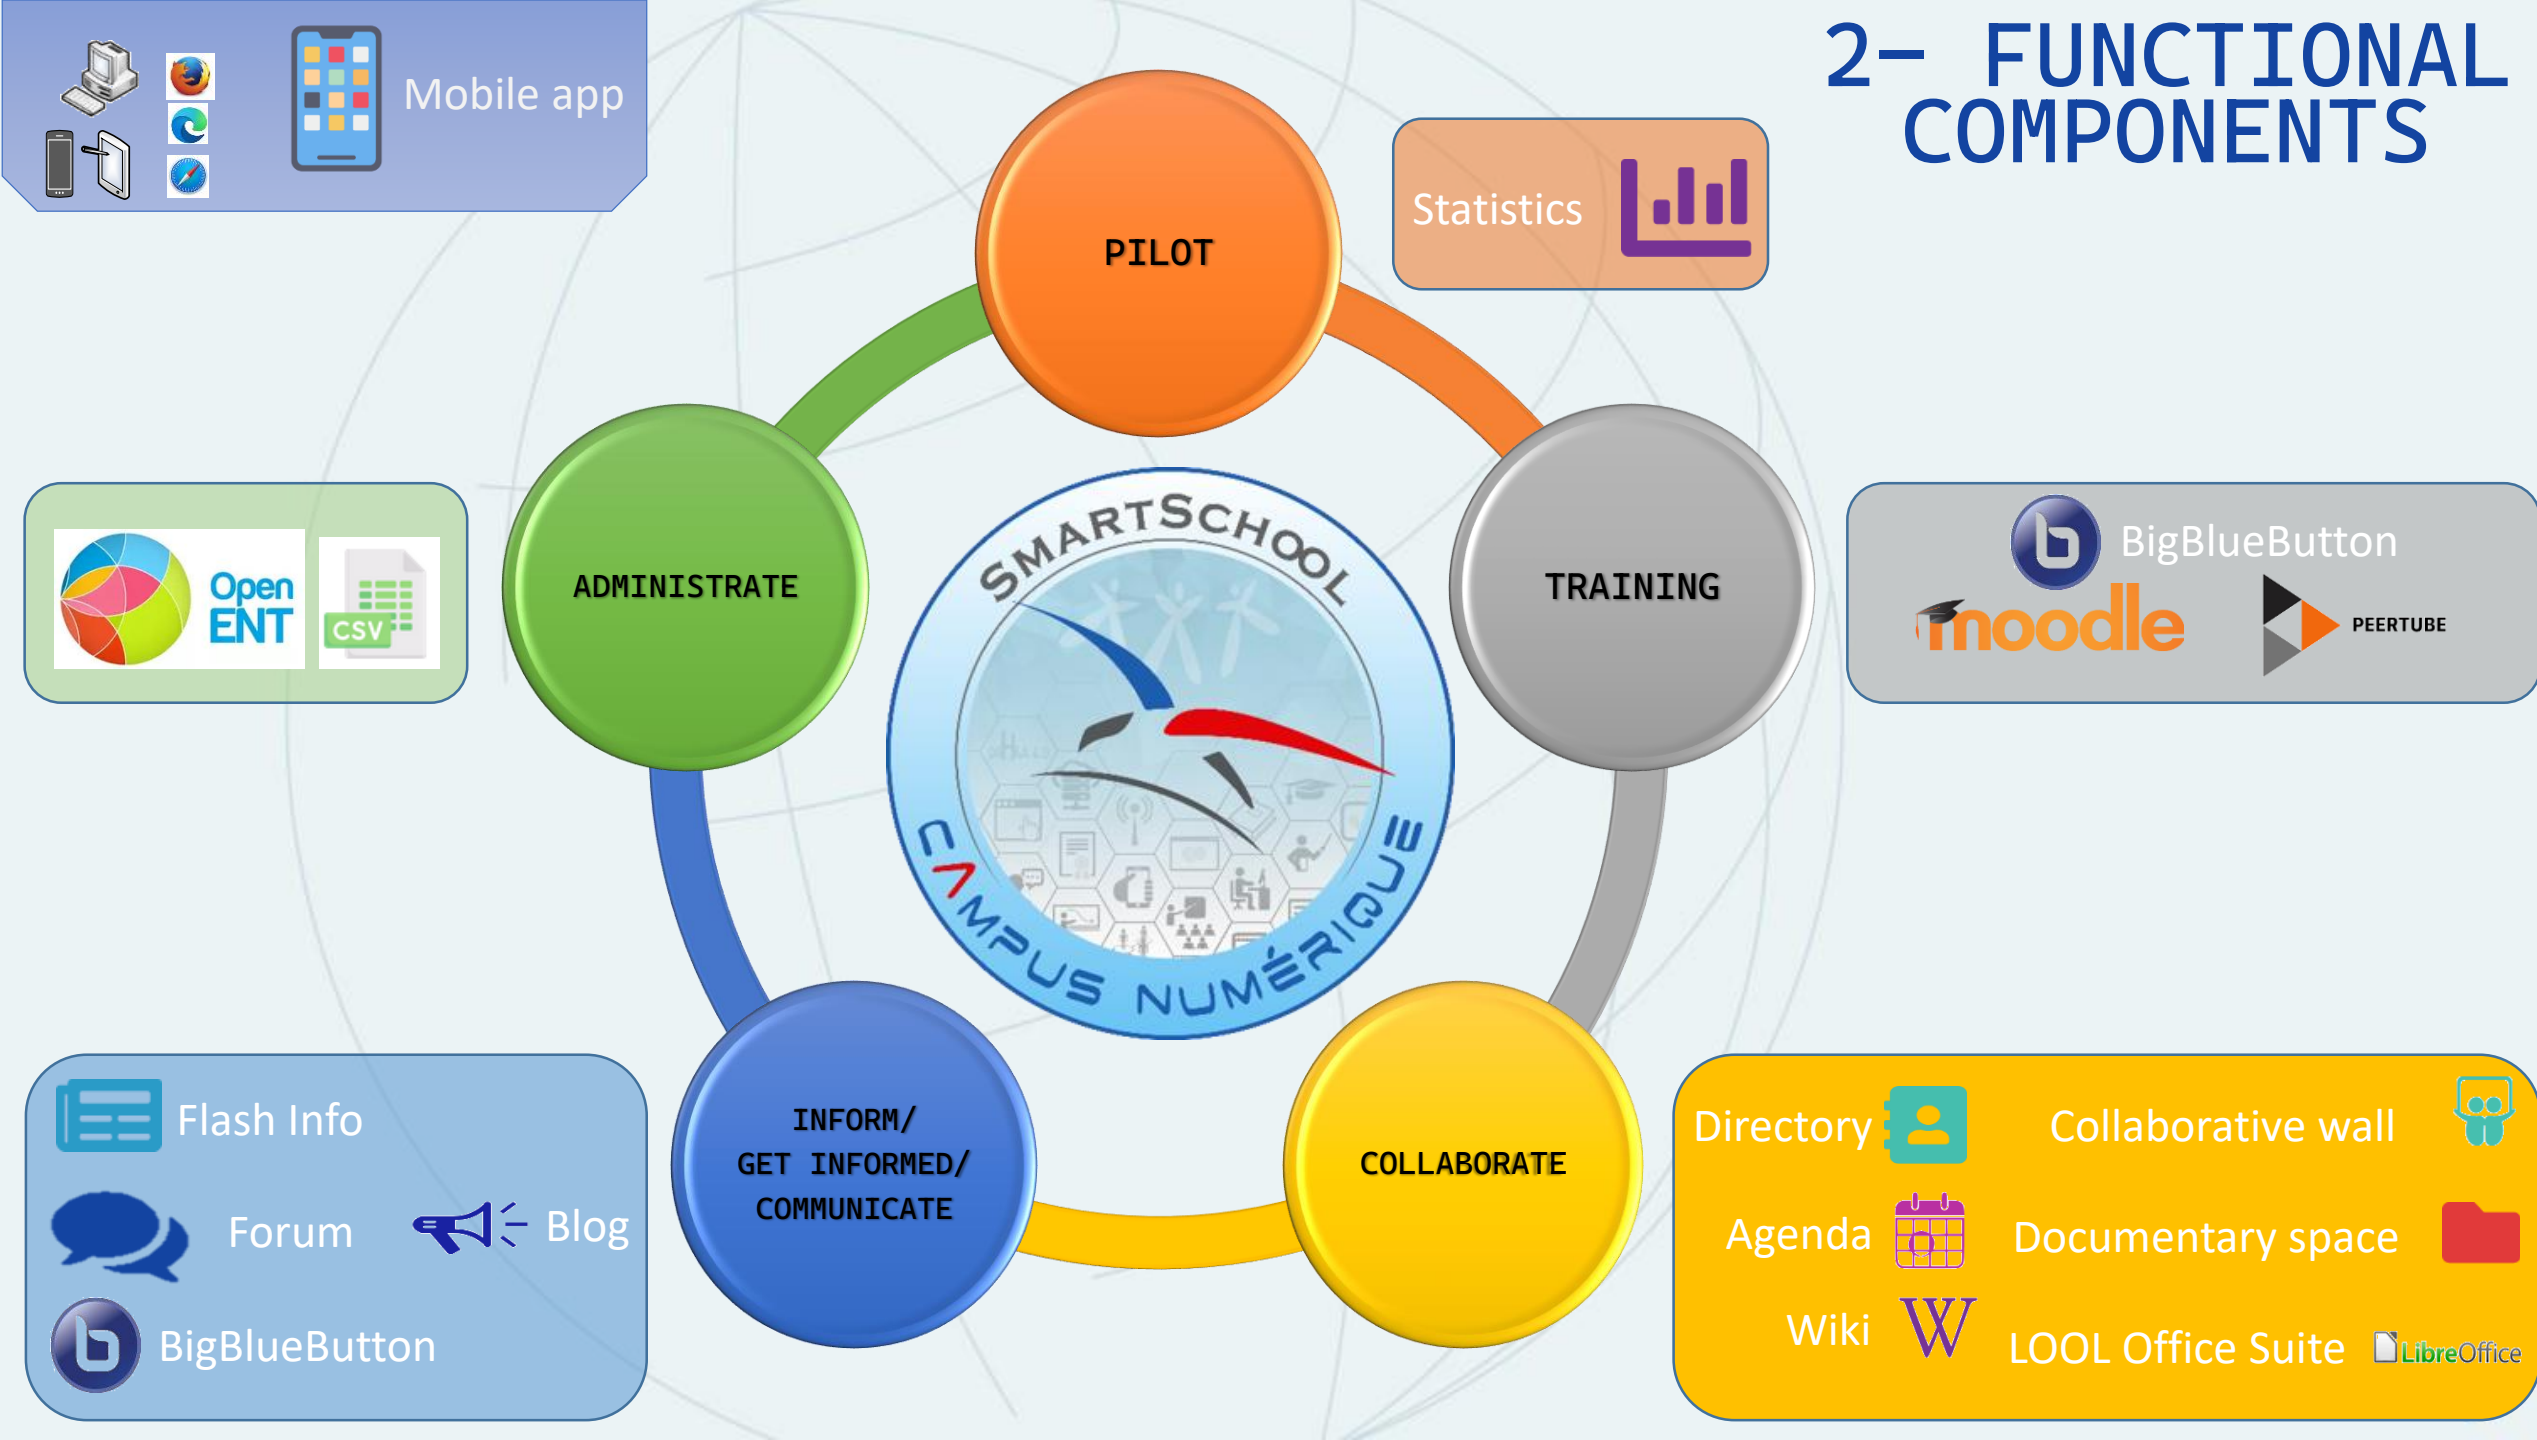 2- FUNCTIONAL
COMPONENTS
Mobile app
PILOT
Statistics
ADMINISTRATE
Open
ENT
CSV
SMARTSCHOOL
CAMPUS NUMÉRIQUE
TRAINING
BigBlueButton
moodle
PEERTUBE
INFORM/
GET INFORMED/
COMMUNICATE
Flash Info
Forum
Blog
BigBlueButton
COLLABORATE
Directory
Collaborative wall
Agenda
Documentary space
Wiki
W
LOOL Office Suite
LibreOffice